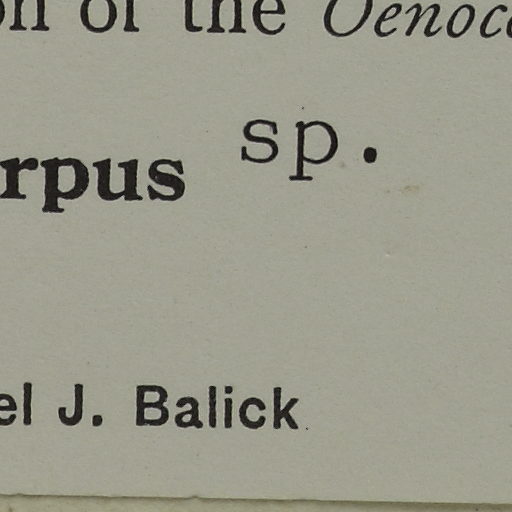 on of the Oenoc
rpus sp.
el J. Balick